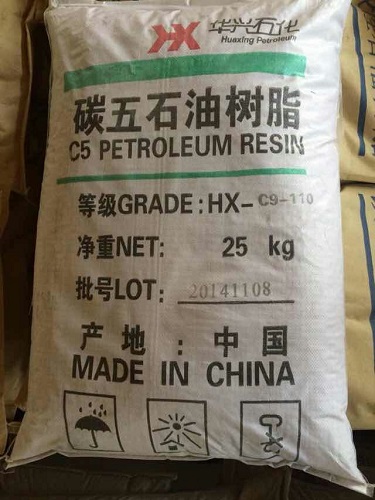 HX 华兴石化
Huaxing Petroleum
碳五石油树脂
C5 PETROLEUM RESIN
等级GRADE:HX-C9-110
净重NET: 25 kg
批号LOT: 20141108
产地:中国
MADE IN CHINA